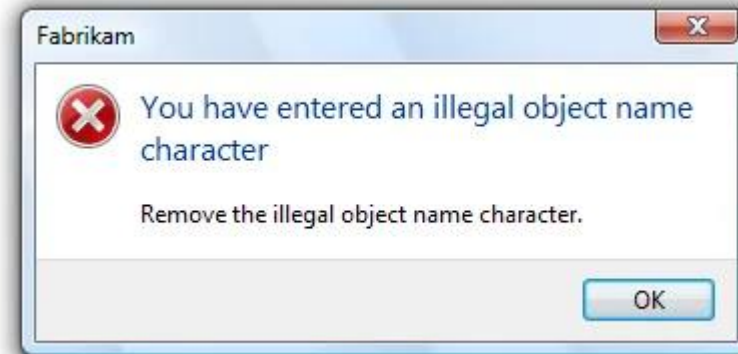 Fabrikam
You have entered an illegal object name
character
Remove the illegal object name character.
OK